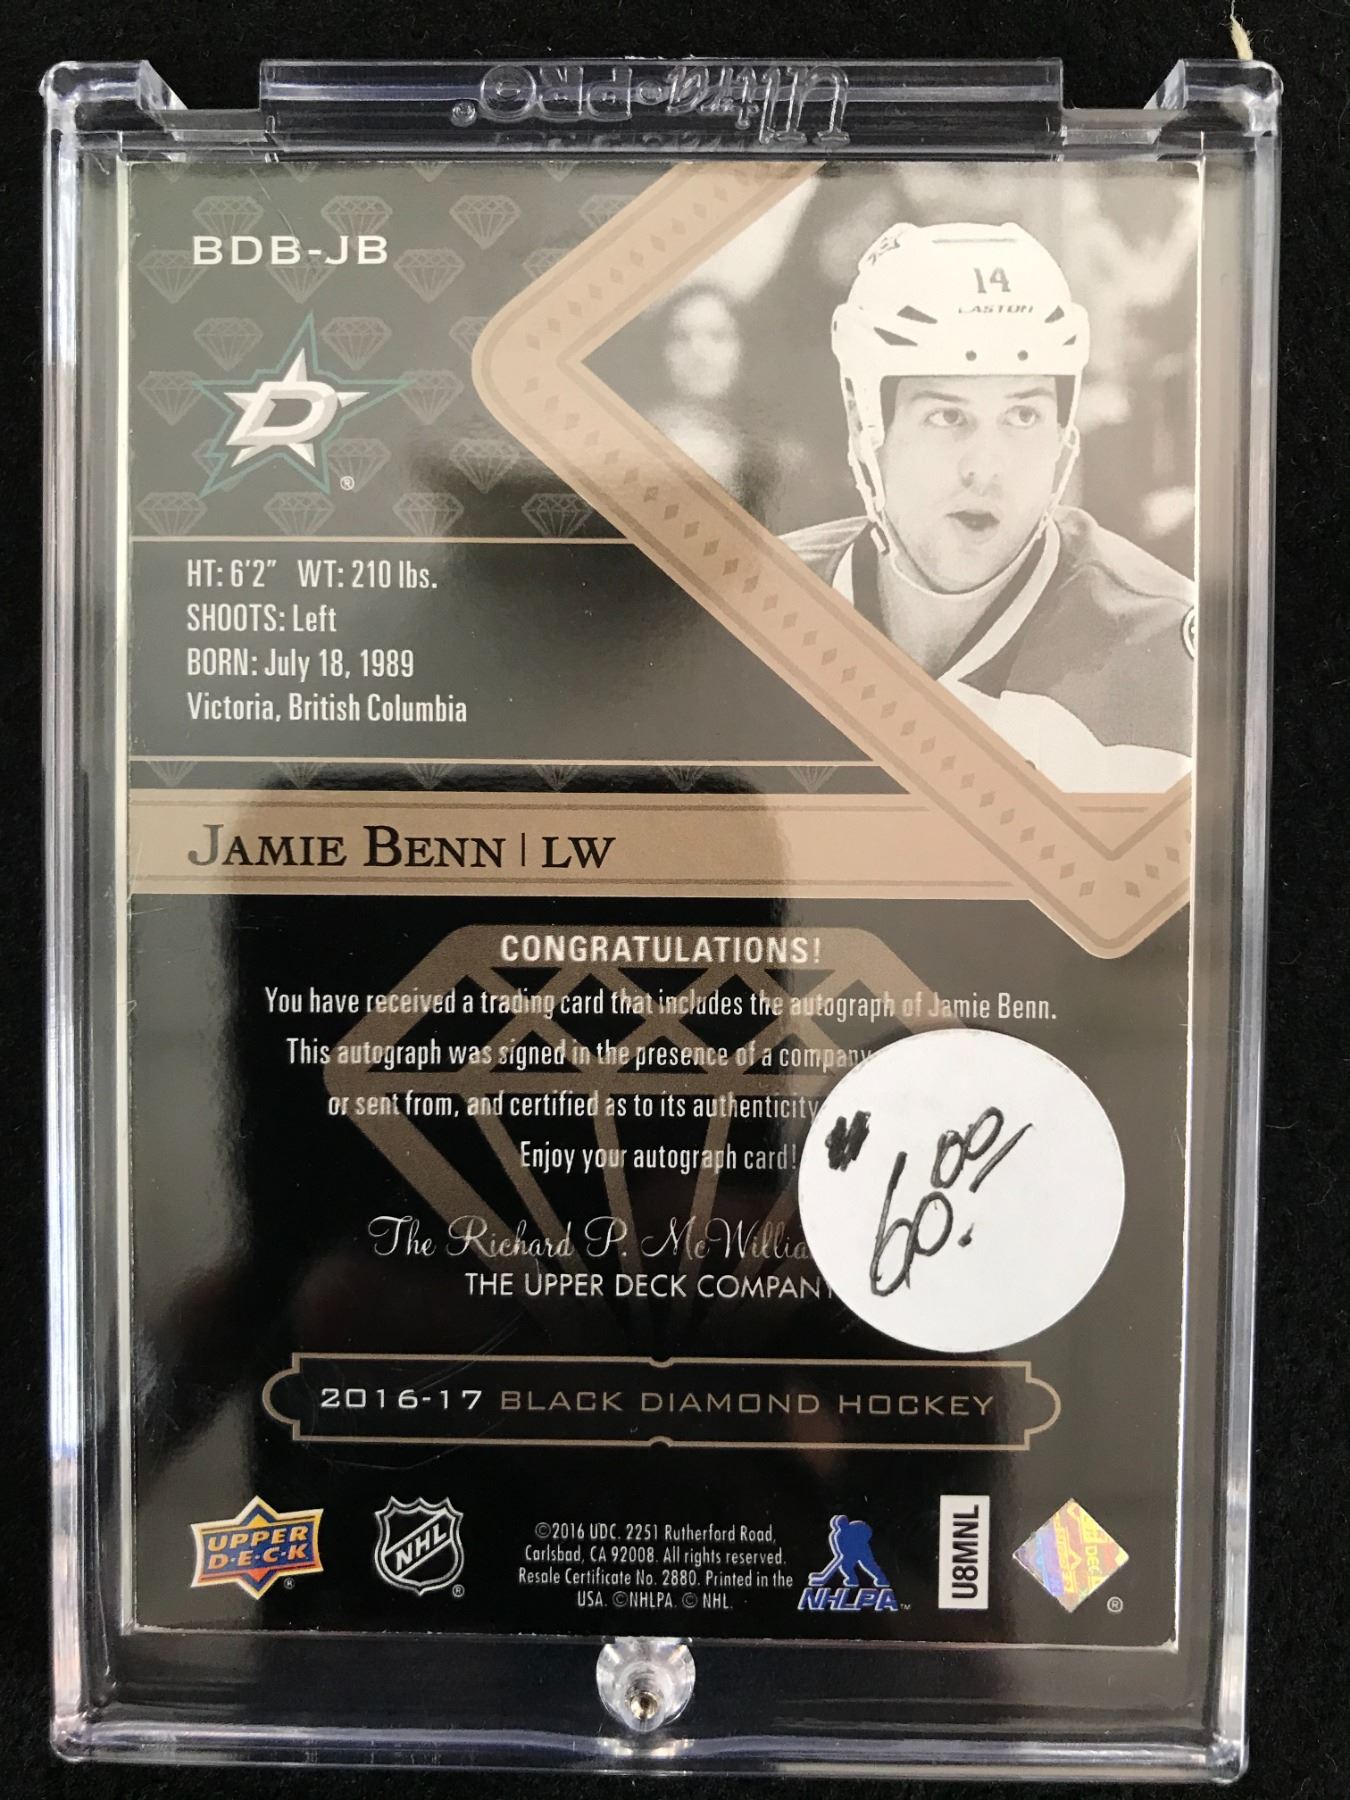 Ultra·PRO®
BDB-JB
14
EASTON
D
®
HT: 6'2" WT: 210 lbs.
SHOOTS: Left
BORN: July 18, 1989
Victoria, British Columbia
JAMIE BENN | LW
CONGRATULATIONS!
You have received a trading card that includes the autograph of Jamie Benn.
This autograph was signed in the presence of a company
or sent from, and certified as to its authenticity
Enjoy your autograph card!
The Richard P. McWillia
THE UPPER DECK COMPANY
60.00/
2016-17 BLACK DIAMOND HOCKEY
UPPER
D·E·C·K
®
NHL
®
©2016 UDC. 2251 Rutherford Road,
Carlsbad, CA 92008. All rights reserved.
Resale Certificate No. 2880. Printed in the
USA. ©NHLPA. © NHL.
NHLPA™
U8MNL
®